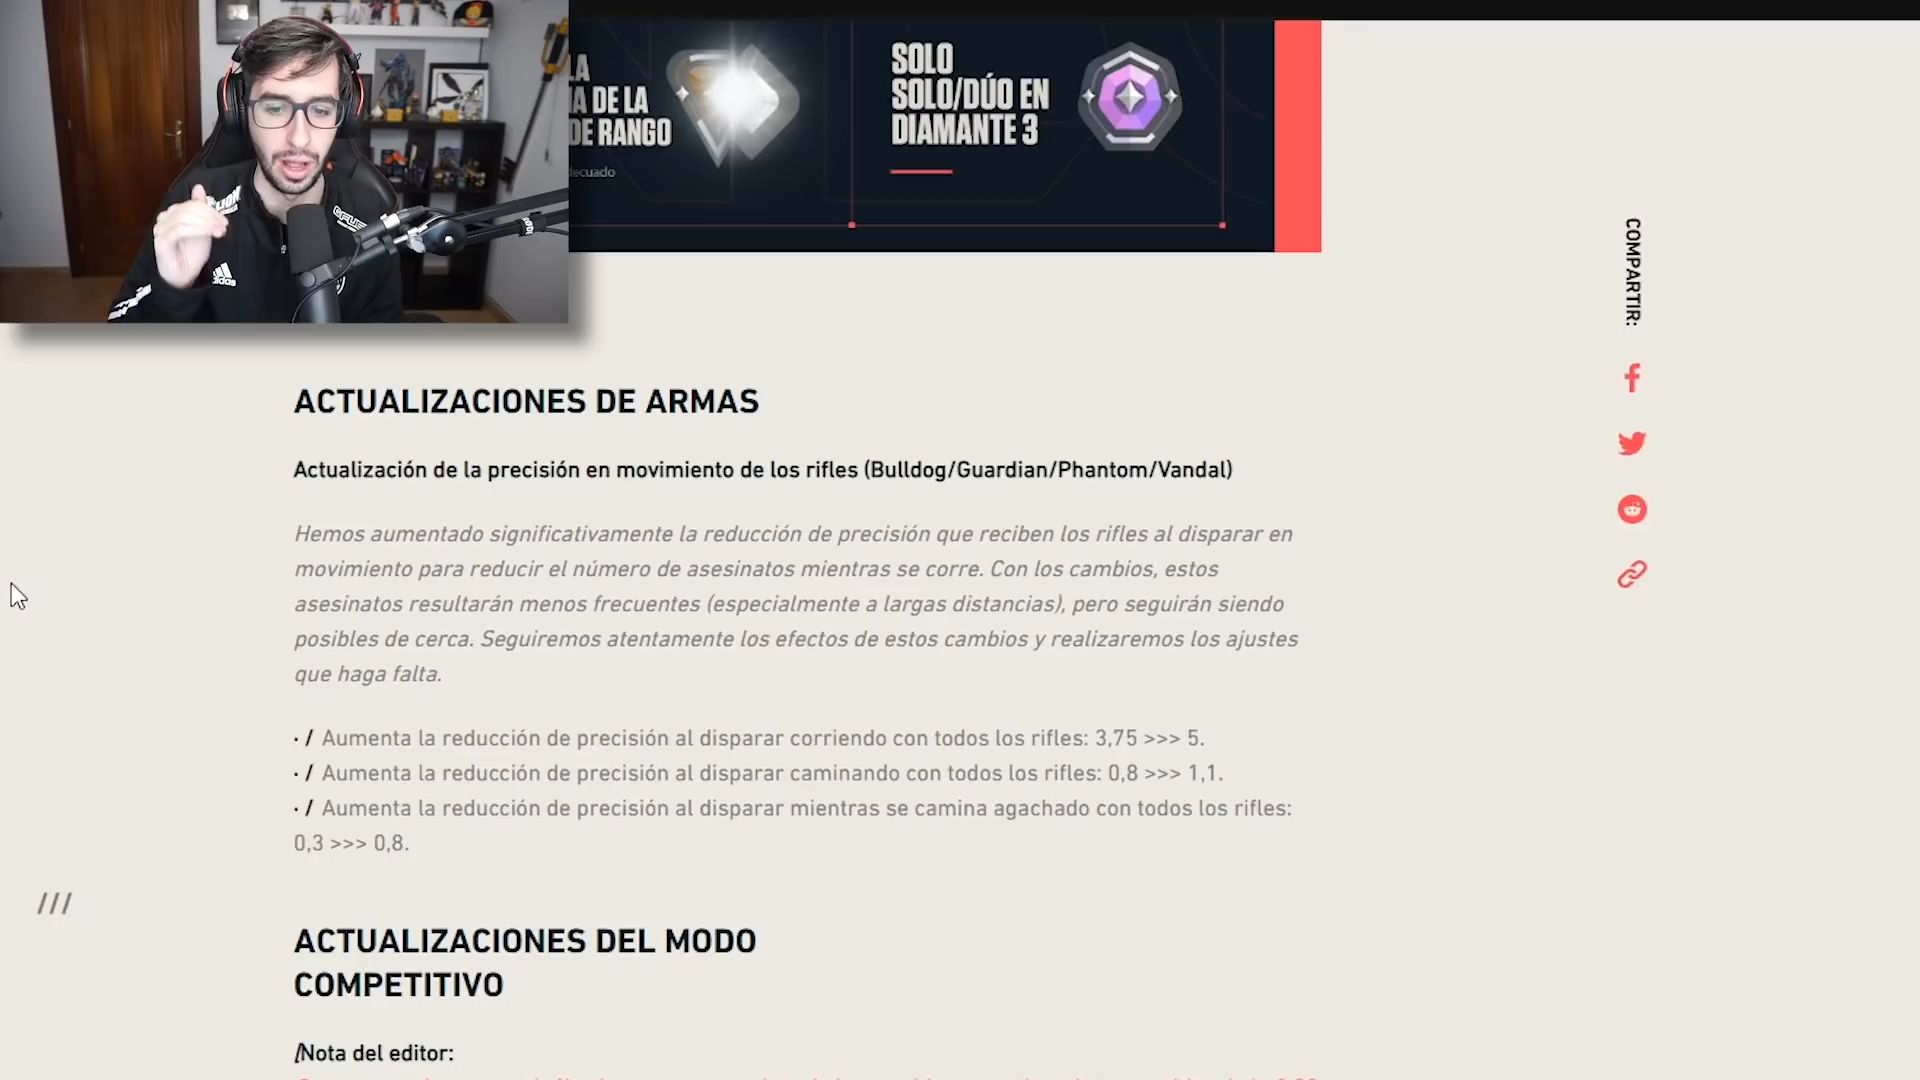 LA
A DE LA
DE RANGO
SOLO
SOLO/DÚO EN
DIAMANTE 3
adidas
COMPARTIR:
ACTUALIZACIONES DE ARMAS
Actualización de la precisión en movimiento de los rifles (Bulldog/Guardian/Phantom/Vandal)
Hemos aumentado significativamente la reducción de precisión que reciben los rifles al disparar en
movimiento para reducir el número de asesinatos mientras se corre. Con los cambios, estos
asesinatos resultarán menos frecuentes (especialmente a largas distancias), pero seguirán siendo
posibles de cerca. Seguiremos atentamente los efectos de estos cambios y realizaremos los ajustes
que haga falta.
· / Aumenta la reducción de precisión al disparar corriendo con todos los rifles: 3,75 >>> 5.
· / Aumenta la reducción de precisión al disparar caminando con todos los rifles: 0,8 >>> 1,1.
· / Aumenta la reducción de precisión al disparar mientras se camina agachado con todos los rifles:
0,3 >>> 0,8.
///
ACTUALIZACIONES DEL MODO
COMPETITIVO
/Nota del editor: